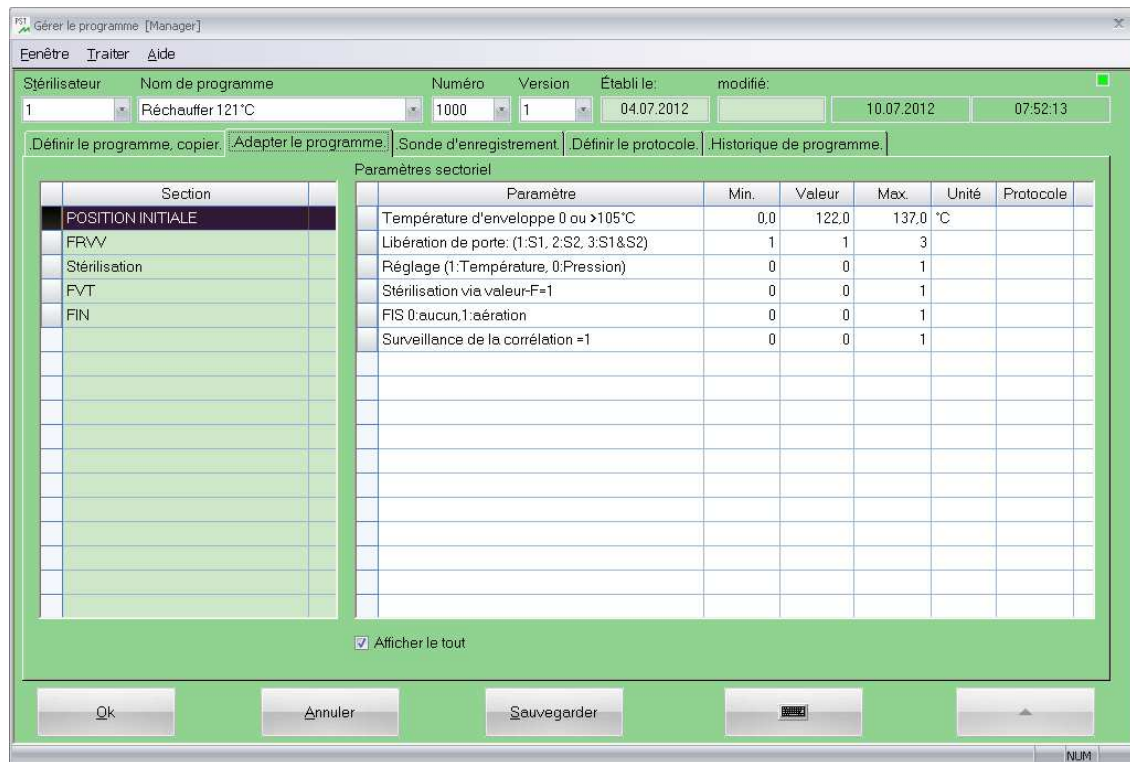 PST Gérer le programme [Manager]
Fenêtre Traiter Aide
Stérilisateur Nom de programme Numéro Version Établi le: modifié:
1 Réchauffer 121°C 1000 1 04.07.2012 10.07.2012 07:52:13
.Définir le programme, copier. .Adapter le programme. .Sonde d'enregistrement. .Définir le protocole. .Historique de programme.
Paramètres sectoriel
Section Paramètre Min. Valeur Max. Unité Protocole
POSITION INITIALE Température d'enveloppe 0 ou >105°C 0,0 122,0 137,0 °C
FRVV Libération de porte: (1:S1, 2:S2, 3:S1&S2) 1 1 3
Stérilisation Réglage (1:Température, 0:Pression) 0 0 1
FVT Stérilisation via valeur-F=1 0 0 1
FIN FIS 0:aucun,1:aération 0 0 1
Surveillance de la corrélation =1 0 0 1
Afficher le tout
Ok Annuler Sauvegarder
NUM